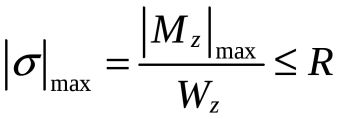 |σ|max = |Mz|max / Wz ≤ R